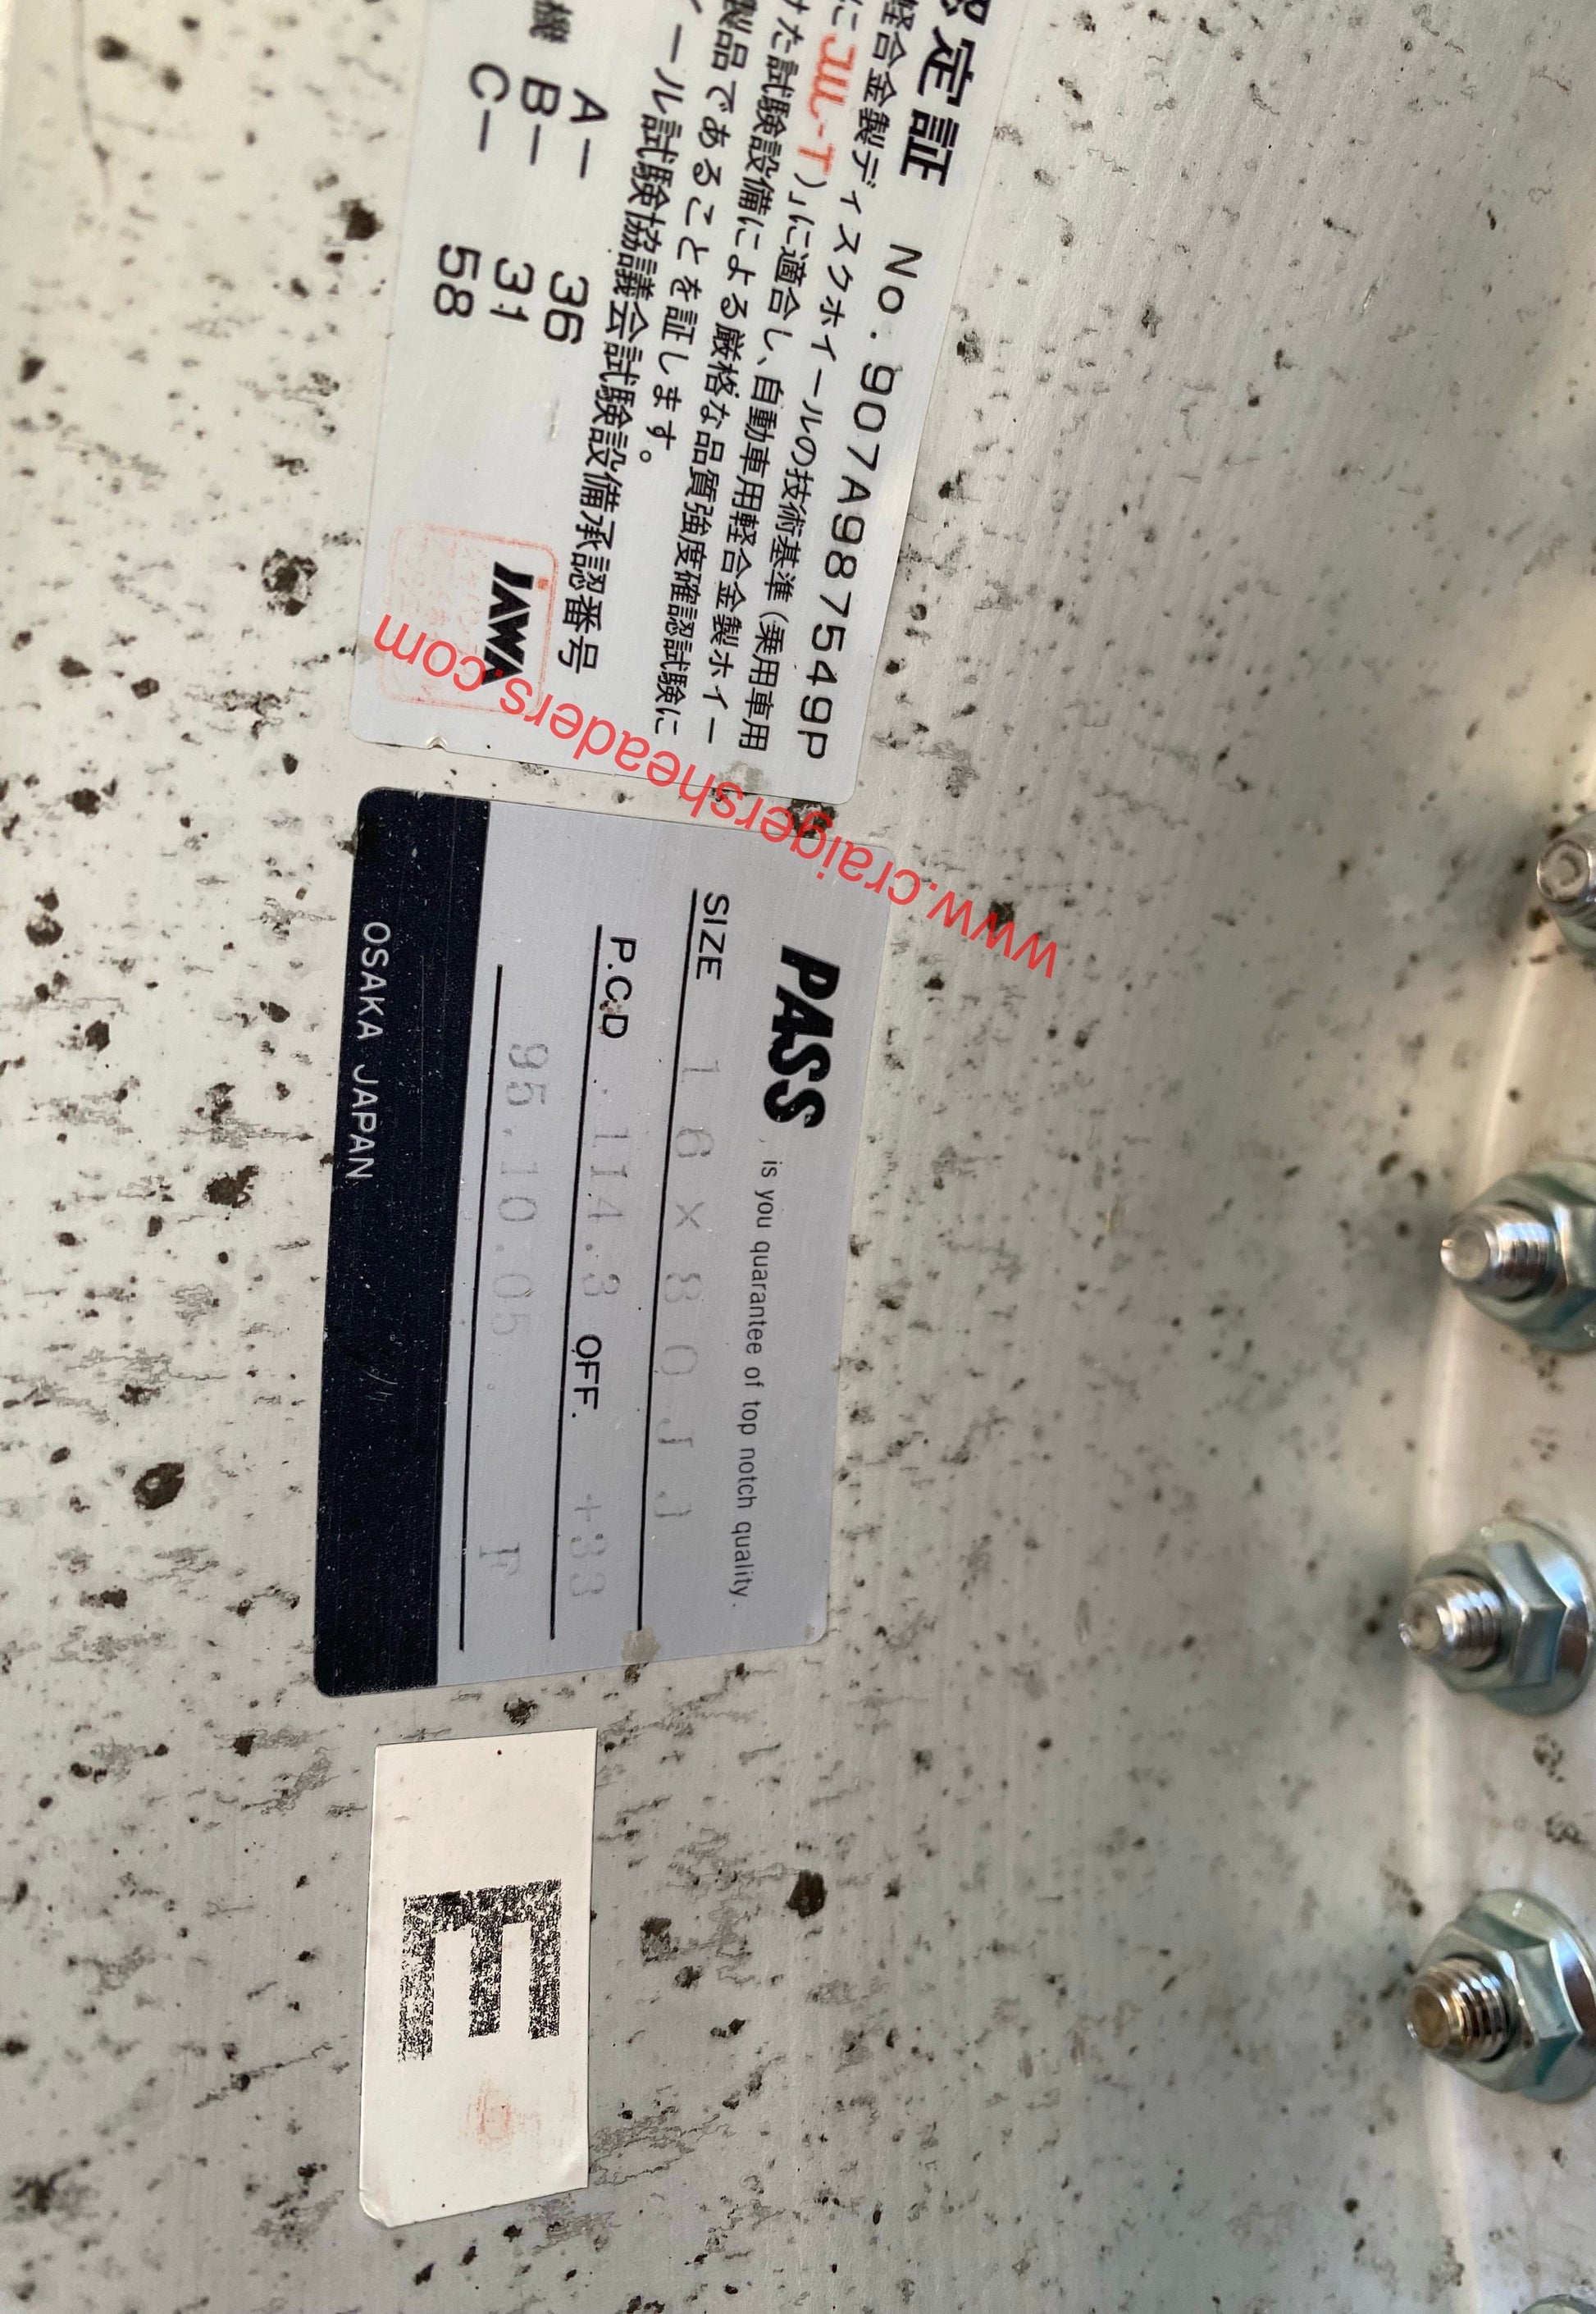 定証 No. 907A9875499P
軽合金製ディスクホイールの技術基準（乗用車用
に JWL-T）」に適合し、自動車用軽合金製ホイー
けた試験設備による厳格な品質強度確認試験に
製品であることを証します。
ィール試験協議会試験設備承認番号
機 A— 36
B— 31
C— 58
JAWA
www.craigersheaders.com
PASS is you quarantee of top notch quality.
SIZE 16 × 8 0 J J
P.C.D. 114.3 OFF. +33
95.10.05. F
OSAKA JAPAN
E